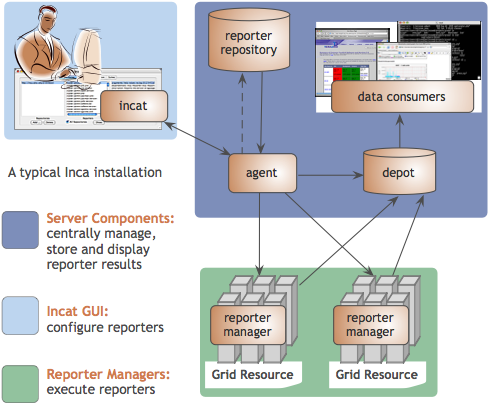 reporter
repository
incat
data consumers
A typical Inca installation
agent
depot
Server Components:
centrally manage,
store and display
reporter results
Incat GUI:
configure reporters
reporter
manager
reporter
manager
Grid Resource
Grid Resource
Reporter Managers:
execute reporters